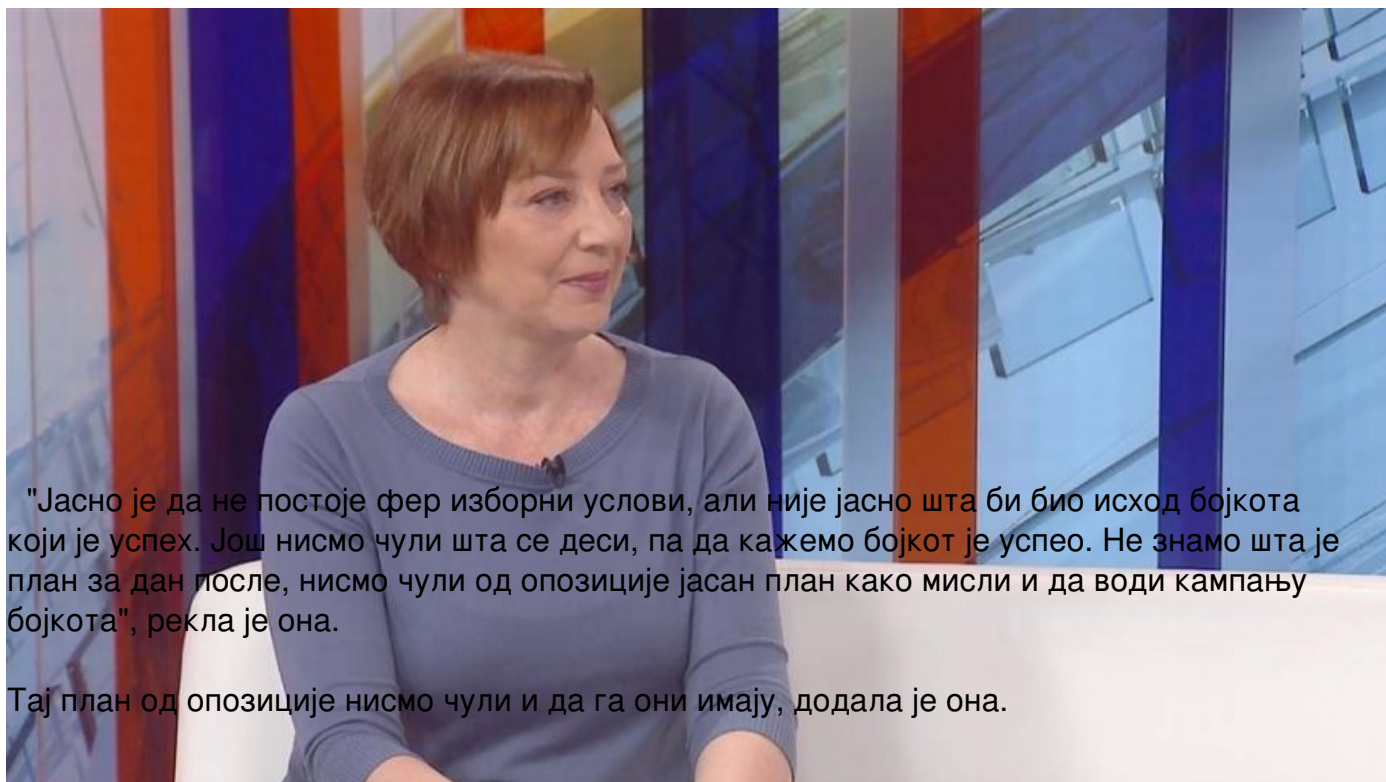 "Јасно је да не постоје фер изборни услови, али није јасно шта би био исход бојкота
који је успех. Још нисмо чули шта се деси, па да кажемо бојкот је успео. Не знамо шта је
план за дан после, нисмо чули од опозиције јасан план како мисли и да води кампању
бојкота", рекла је она.
Тај план од опозиције нисмо чули и да га они имају, додала је она.